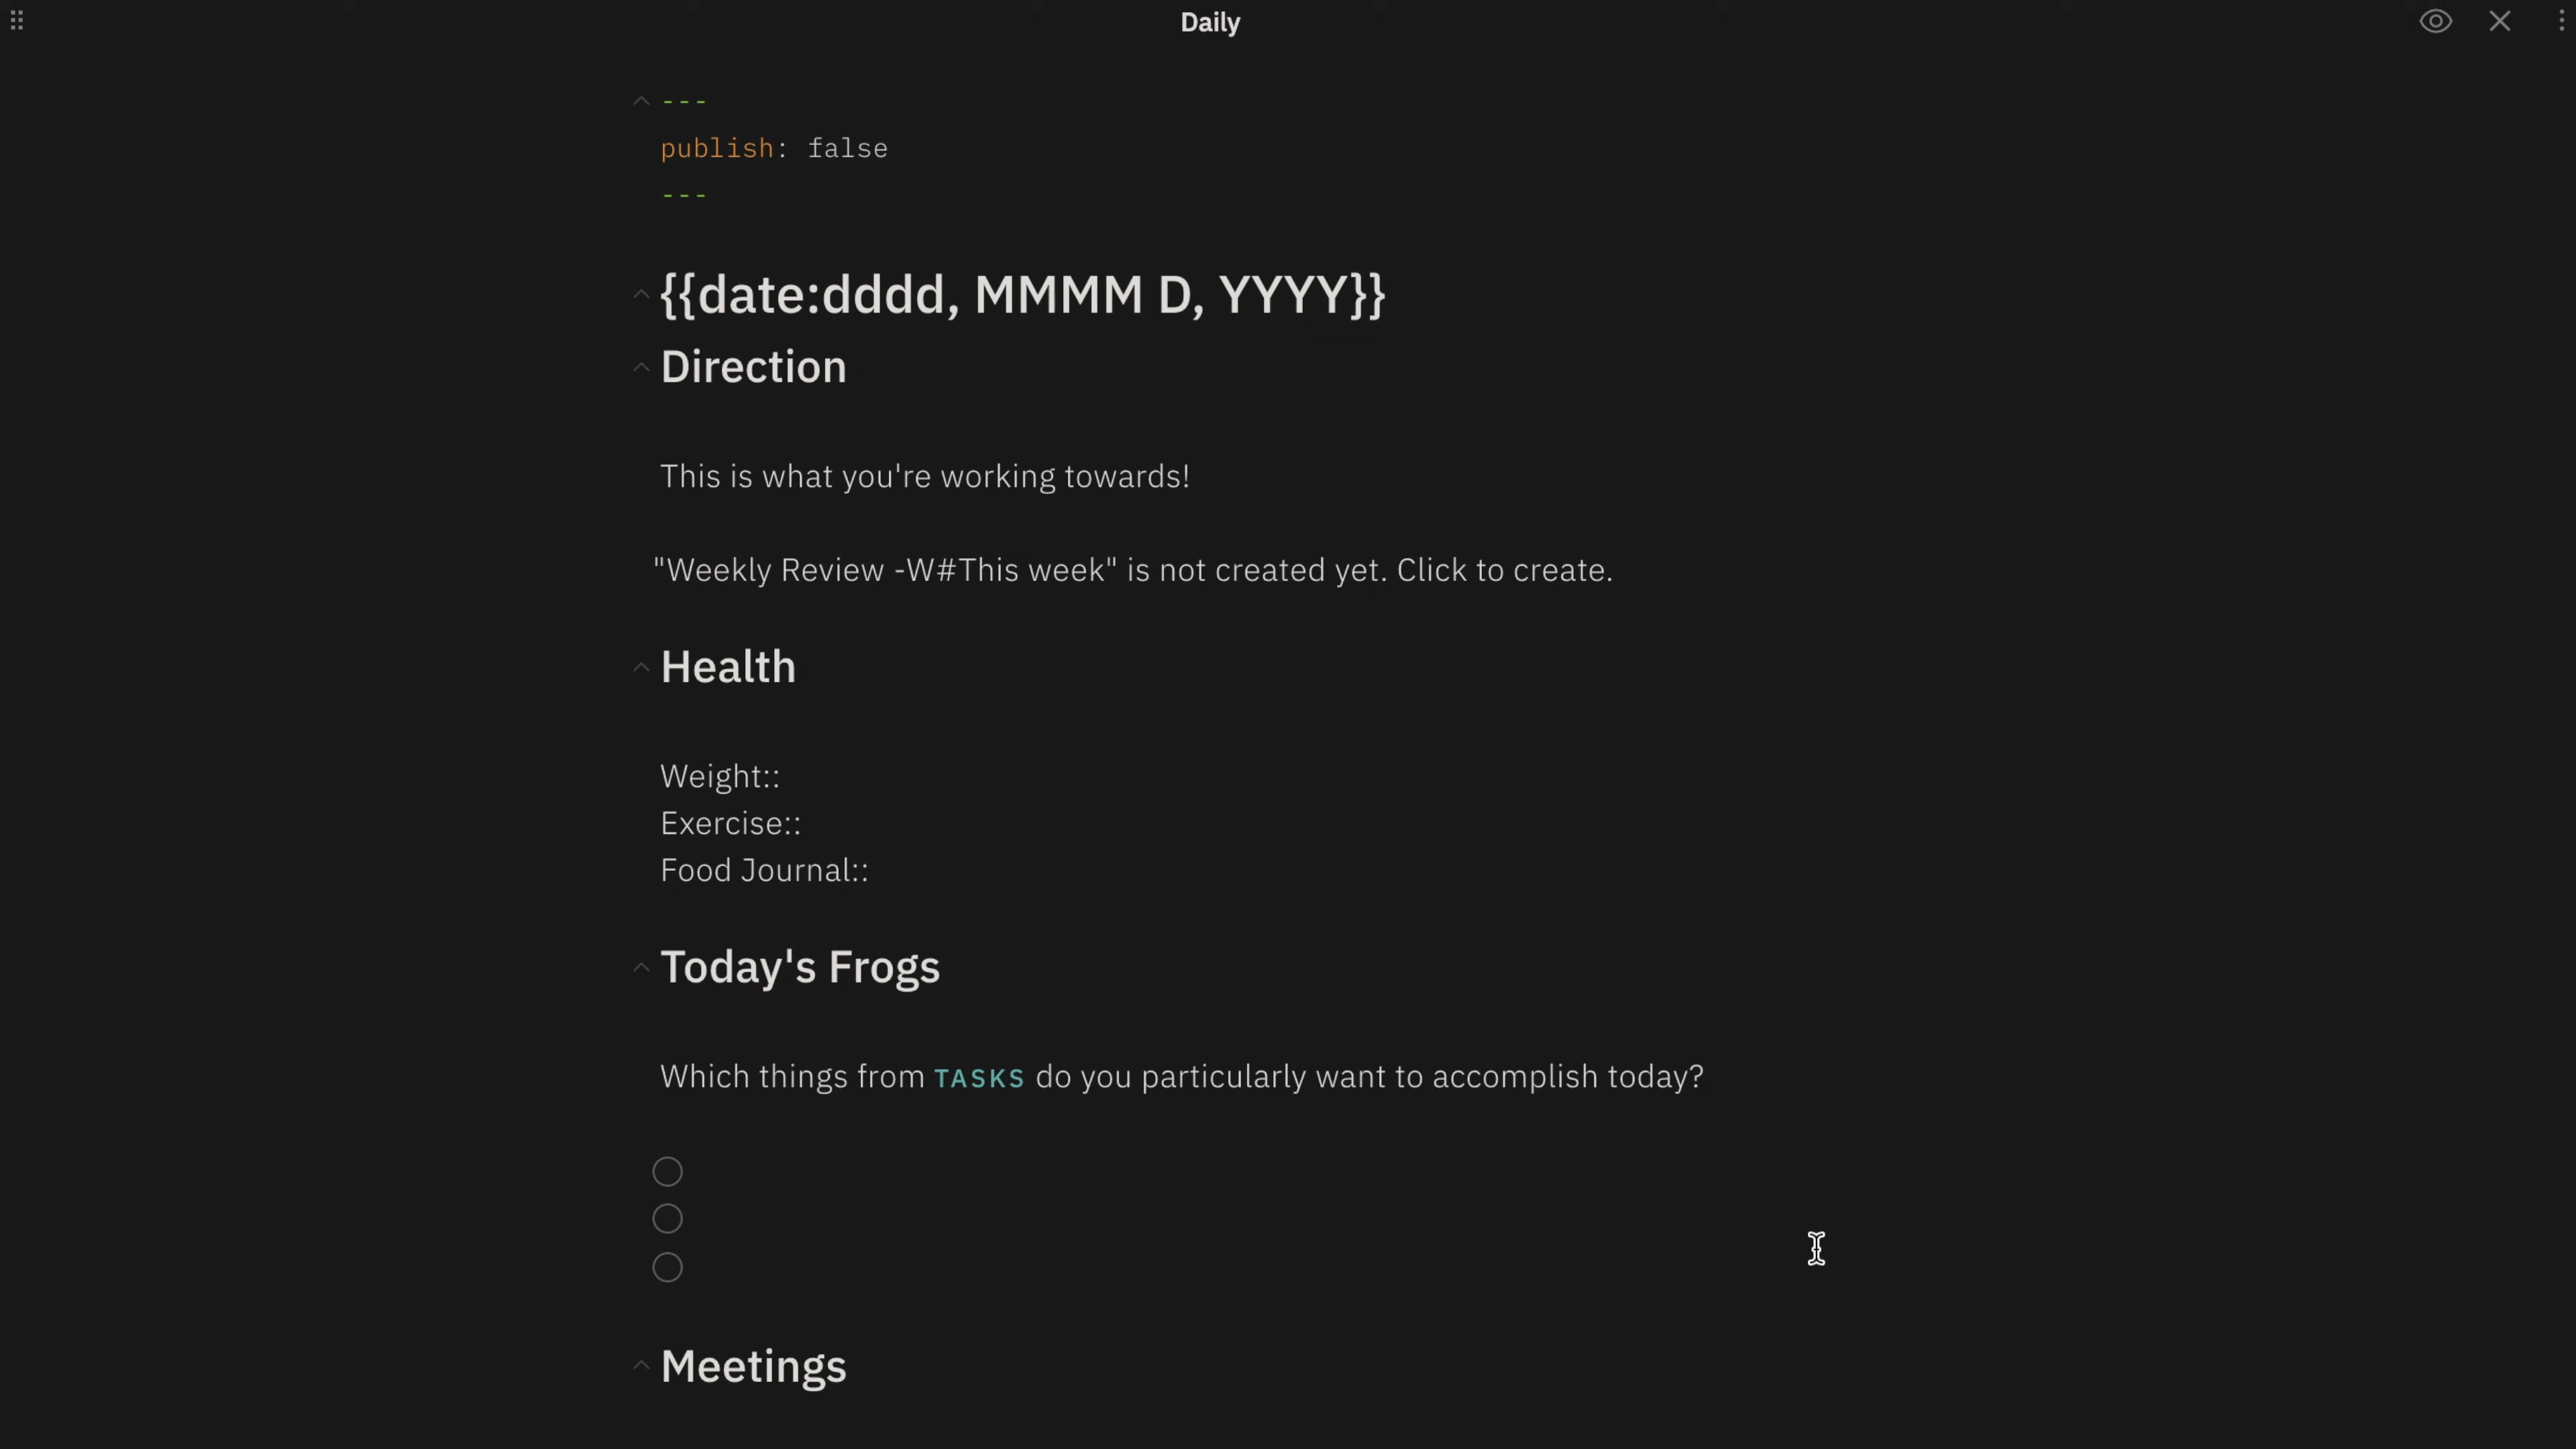 Daily
---
publish: false
---
{{date:dddd, MMMM D, YYYY}}
Direction
This is what you're working towards!
"Weekly Review -W#This week" is not created yet. Click to create.
Health
Weight::
Exercise::
Food Journal::
Today's Frogs
Which things from TASKS do you particularly want to accomplish today?
Meetings